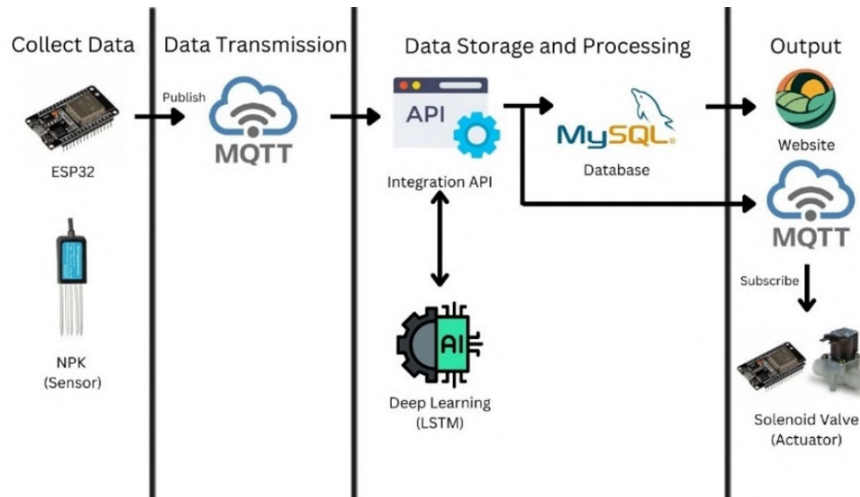 Collect Data
Data Transmission
Data Storage and Processing
Output
ESP32
NPK
(Sensor)
Publish
MQTT
API
Integration API
AI
Deep Learning
(LSTM)
MySQL
Database
Website
MQTT
Subscribe
Solenoid Valve
(Actuator)